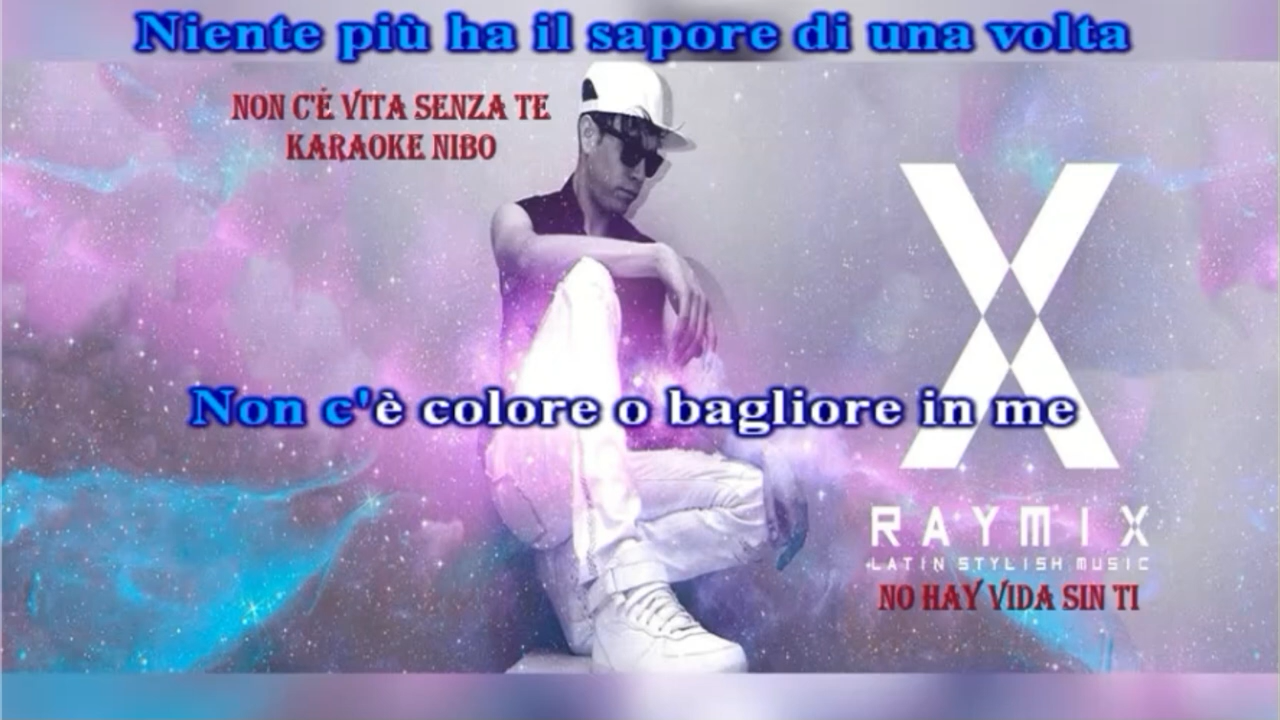 Niente più ha il sapore di una volta
NON C'É VITA SENZA TE
KARAOKE NIBO
Non c'è colore o bagliore in me
X
RAYMIX
LATIN STYLISH MUSIC
NO HAY VIDA SIN TI